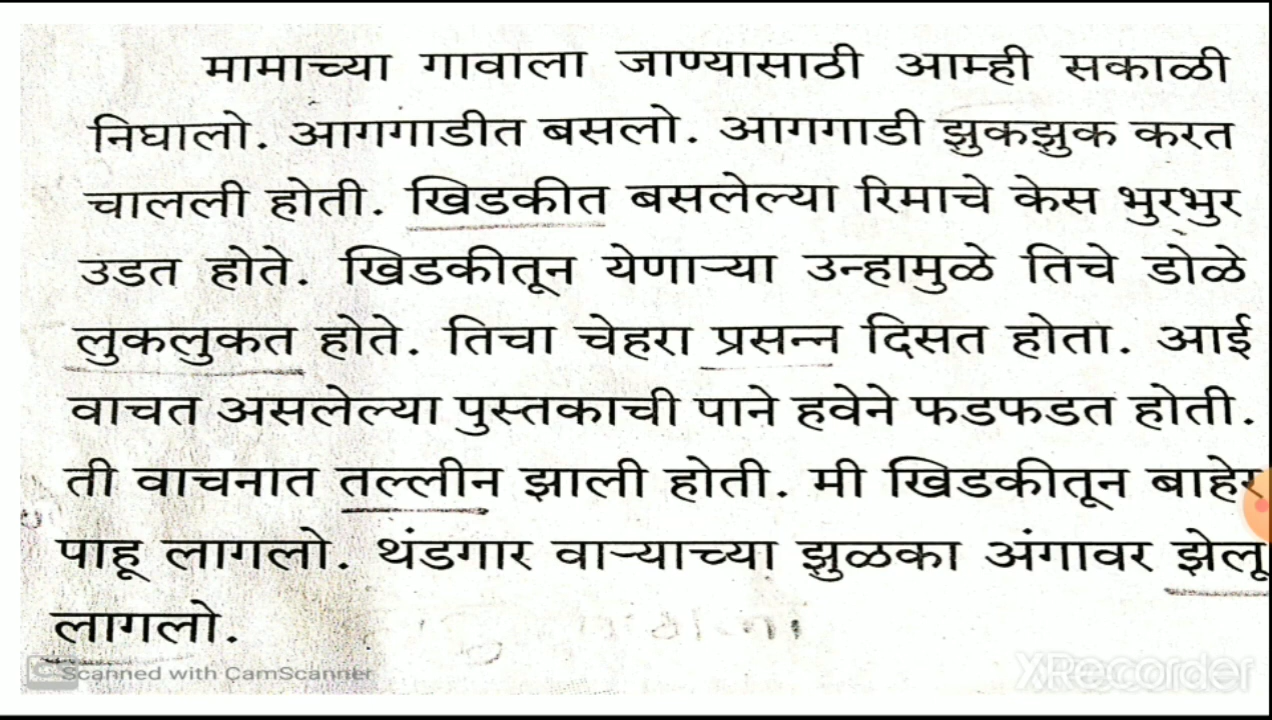 मामाच्या गावाला जाण्यासाठी आम्ही सकाळी
निघालो. आगगाडीत बसलो. आगगाडी झुकझुक करत
चालली होती. खिडकीत बसलेल्या रिमाचे केस भुरभुर
उडत होते. खिडकीतून येणाऱ्या उन्हामुळे तिचे डोळे
लुकलुकत होते. तिचा चेहरा प्रसन्न दिसत होता. आई
वाचत असलेल्या पुस्तकाची पाने हवेने फडफडत होती.
ती वाचनात तल्लीन झाली होती. मी खिडकीतून बाहेर
पाहू लागलो. थंडगार वाऱ्याच्या झुळका अंगावर झेलू
लागलो.
CS Scanned with CamScanner
XRecorder